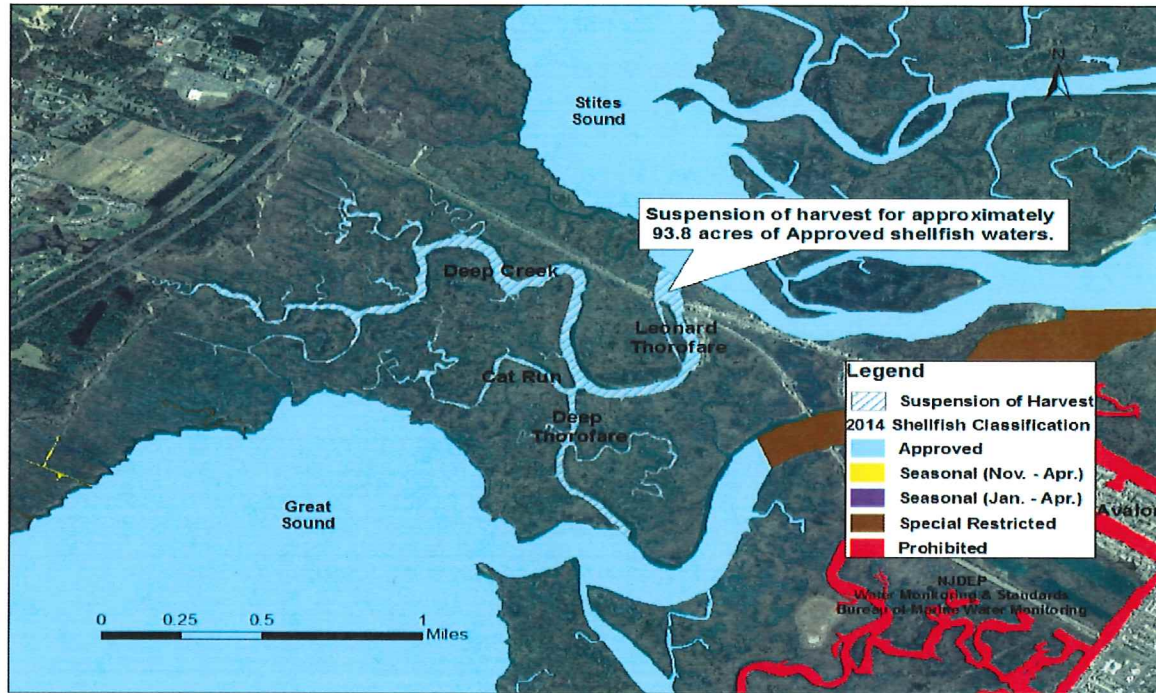 N
Stites
Sound
Suspension of harvest for approximately
93.8 acres of Approved shellfish waters.
Deep Creek
Leonard
Thorofare
Cat Run
Deep
Thorofare
Great
Sound
Legend
Suspension of Harvest
2014 Shellfish Classification
Approved
Seasonal (Nov. - Apr.)
Seasonal (Jan. - Apr.)
Special Restricted
Prohibited
Avalon
NJDEP
Water Monitoring & Standards
Bureau of Marine Water Monitoring
0 0.25 0.5 1
Miles